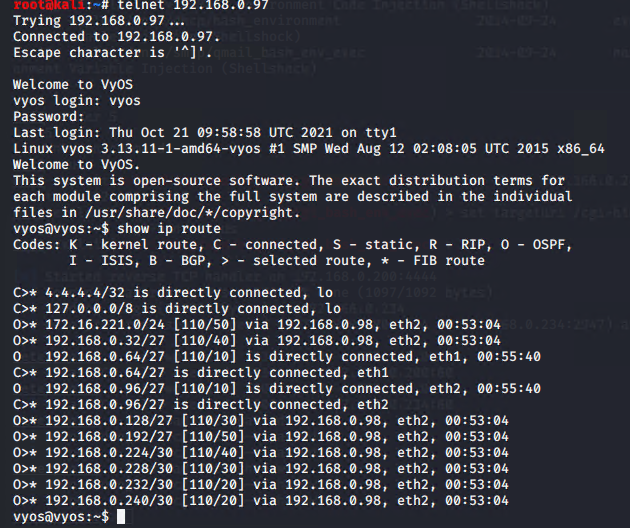 root@kali:~# telnet 192.168.0.97
Trying 192.168.0.97...
Connected to 192.168.0.97.
Escape character is '^]'.

Welcome to VyOS
vyos login: vyos
Password:
Last login: Thu Oct 21 09:58:58 UTC 2021 on tty1
Linux vyos 3.13.11-1-amd64-vyos #1 SMP Wed Aug 12 02:08:05 UTC 2015 x86_64
Welcome to VyOS.
This system is open-source software. The exact distribution terms for
each module comprising the full system are described in the individual
files in /usr/share/doc/*/copyright.
vyos@vyos:~$ show ip route
Codes: K - kernel route, C - connected, S - static, R - RIP, O - OSPF,
       I - ISIS, B - BGP, > - selected route, * - FIB route

C>* 4.4.4.4/32 is directly connected, lo
C>* 127.0.0.0/8 is directly connected, lo
O>* 172.16.221.0/24 [110/50] via 192.168.0.98, eth2, 00:53:04
O>* 192.168.0.32/27 [110/40] via 192.168.0.98, eth2, 00:53:04
O   192.168.0.64/27 [110/10] is directly connected, eth1, 00:55:40
C>* 192.168.0.64/27 is directly connected, eth1
O   192.168.0.96/27 [110/10] is directly connected, eth2, 00:55:40
C>* 192.168.0.96/27 is directly connected, eth2
O>* 192.168.0.128/27 [110/30] via 192.168.0.98, eth2, 00:53:04
O>* 192.168.0.192/27 [110/50] via 192.168.0.98, eth2, 00:53:04
O>* 192.168.0.224/30 [110/40] via 192.168.0.98, eth2, 00:53:04
O>* 192.168.0.228/30 [110/30] via 192.168.0.98, eth2, 00:53:04
O>* 192.168.0.232/30 [110/20] via 192.168.0.98, eth2, 00:53:04
O>* 192.168.0.240/30 [110/20] via 192.168.0.98, eth2, 00:53:04
vyos@vyos:~$